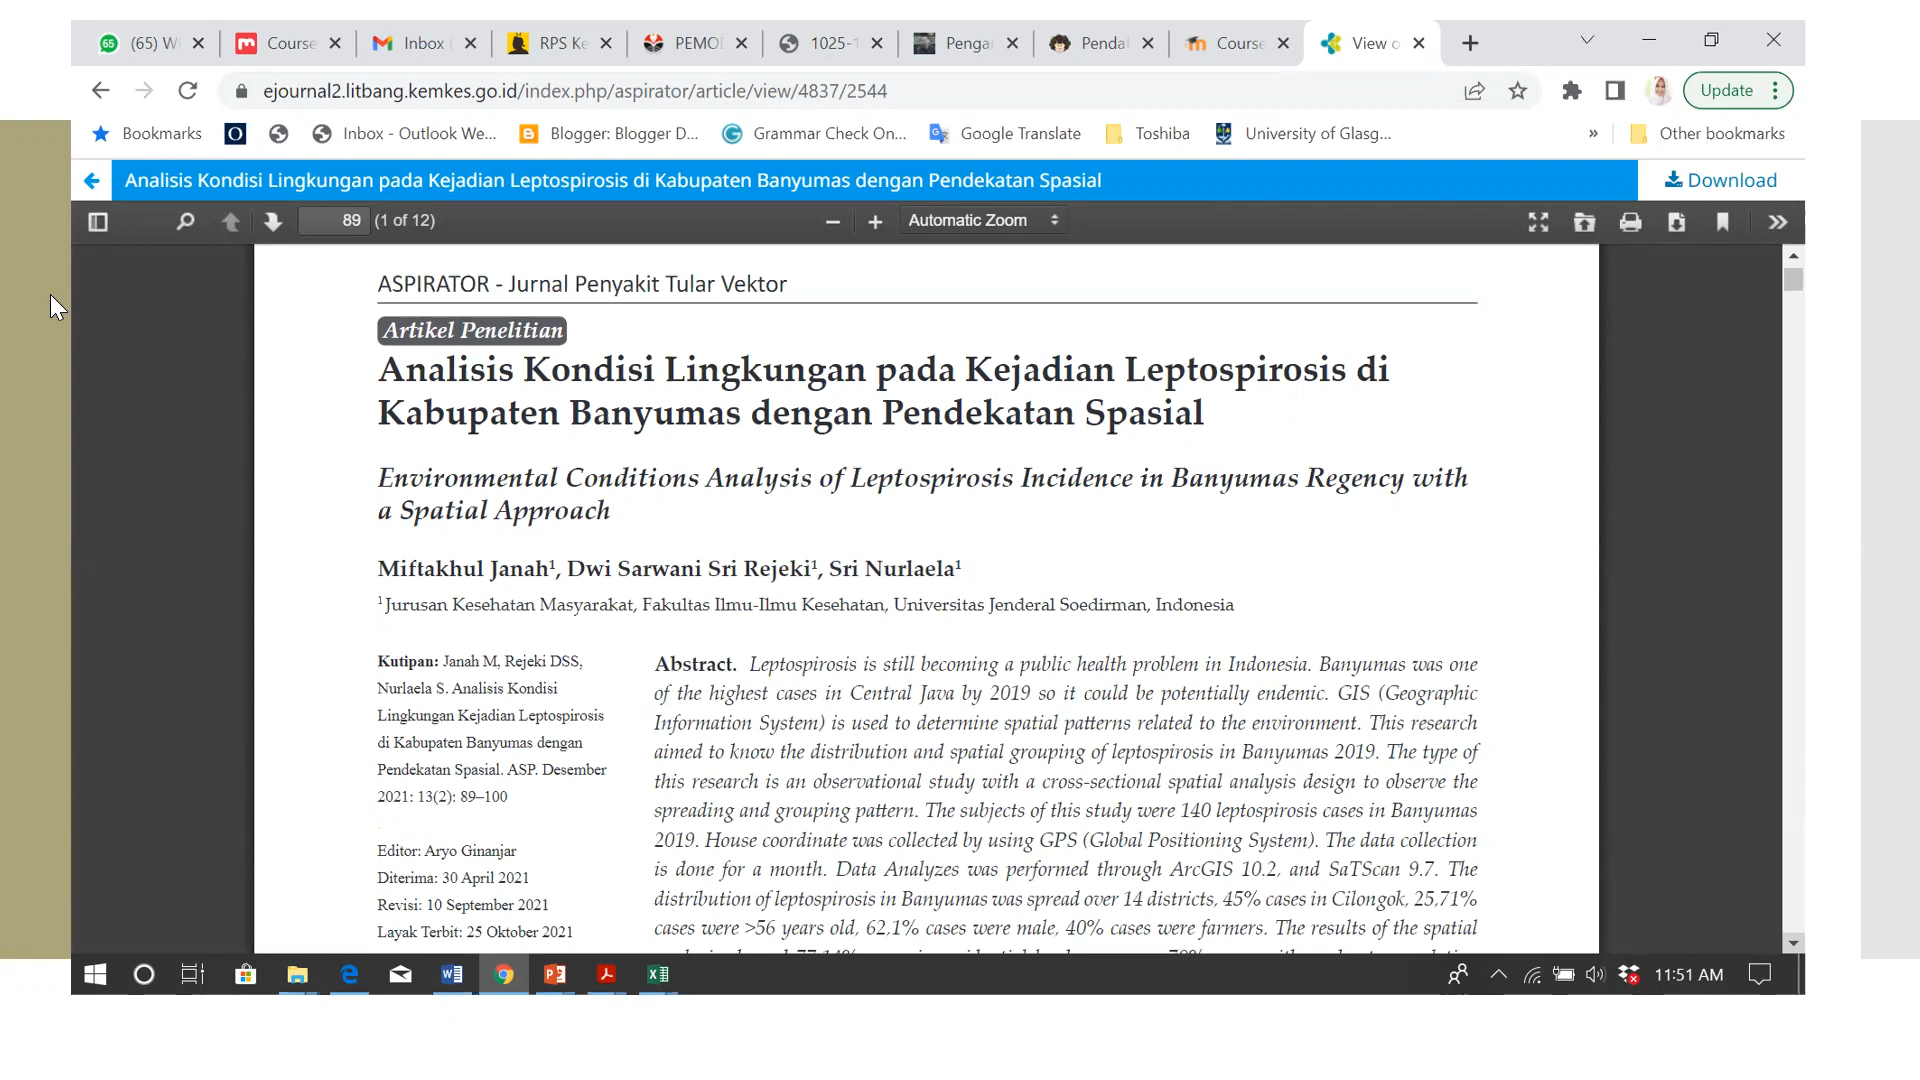 (65) W
Course
Inbox
RPS Ke
PEMO
1025-1
Penga
Penda
Course
View o
ejournal2.litbang.kemkes.go.id/index.php/aspirator/article/view/4837/2544
Update
Bookmarks
Inbox - Outlook We...
Blogger: Blogger D...
Grammar Check On...
Google Translate
Toshiba
University of Glasg...
»
Other bookmarks
Analisis Kondisi Lingkungan pada Kejadian Leptospirosis di Kabupaten Banyumas dengan Pendekatan Spasial
Download
89 (1 of 12)
Automatic Zoom
ASPIRATOR - Jurnal Penyakit Tular Vektor
Artikel Penelitian
Analisis Kondisi Lingkungan pada Kejadian Leptospirosis di
Kabupaten Banyumas dengan Pendekatan Spasial
Environmental Conditions Analysis of Leptospirosis Incidence in Banyumas Regency with
a Spatial Approach
Miftakhul Janah¹, Dwi Sarwani Sri Rejeki¹, Sri Nurlaela¹
¹Jurusan Kesehatan Masyarakat, Fakultas Ilmu-Ilmu Kesehatan, Universitas Jenderal Soedirman, Indonesia
Kutipan: Janah M, Rejeki DSS,
Nurlaela S. Analisis Kondisi
Lingkungan Kejadian Leptospirosis
di Kabupaten Banyumas dengan
Pendekatan Spasial. ASP. Desember
2021: 13(2): 89–100
Editor: Aryo Ginanjar
Diterima: 30 April 2021
Revisi: 10 September 2021
Layak Terbit: 25 Oktober 2021
Abstract. Leptospirosis is still becoming a public health problem in Indonesia. Banyumas was one
of the highest cases in Central Java by 2019 so it could be potentially endemic. GIS (Geographic
Information System) is used to determine spatial patterns related to the environment. This research
aimed to know the distribution and spatial grouping of leptospirosis in Banyumas 2019. The type of
this research is an observational study with a cross-sectional spatial analysis design to observe the
spreading and grouping pattern. The subjects of this study were 140 leptospirosis cases in Banyumas
2019. House coordinate was collected by using GPS (Global Positioning System). The data collection
is done for a month. Data Analyzes was performed through ArcGIS 10.2, and SaTScan 9.7. The
distribution of leptospirosis in Banyumas was spread over 14 districts, 45% cases in Cilongok, 25,71%
cases were >56 years old, 62,1% cases were male, 40% cases were farmers. The results of the spatial
11:51 AM